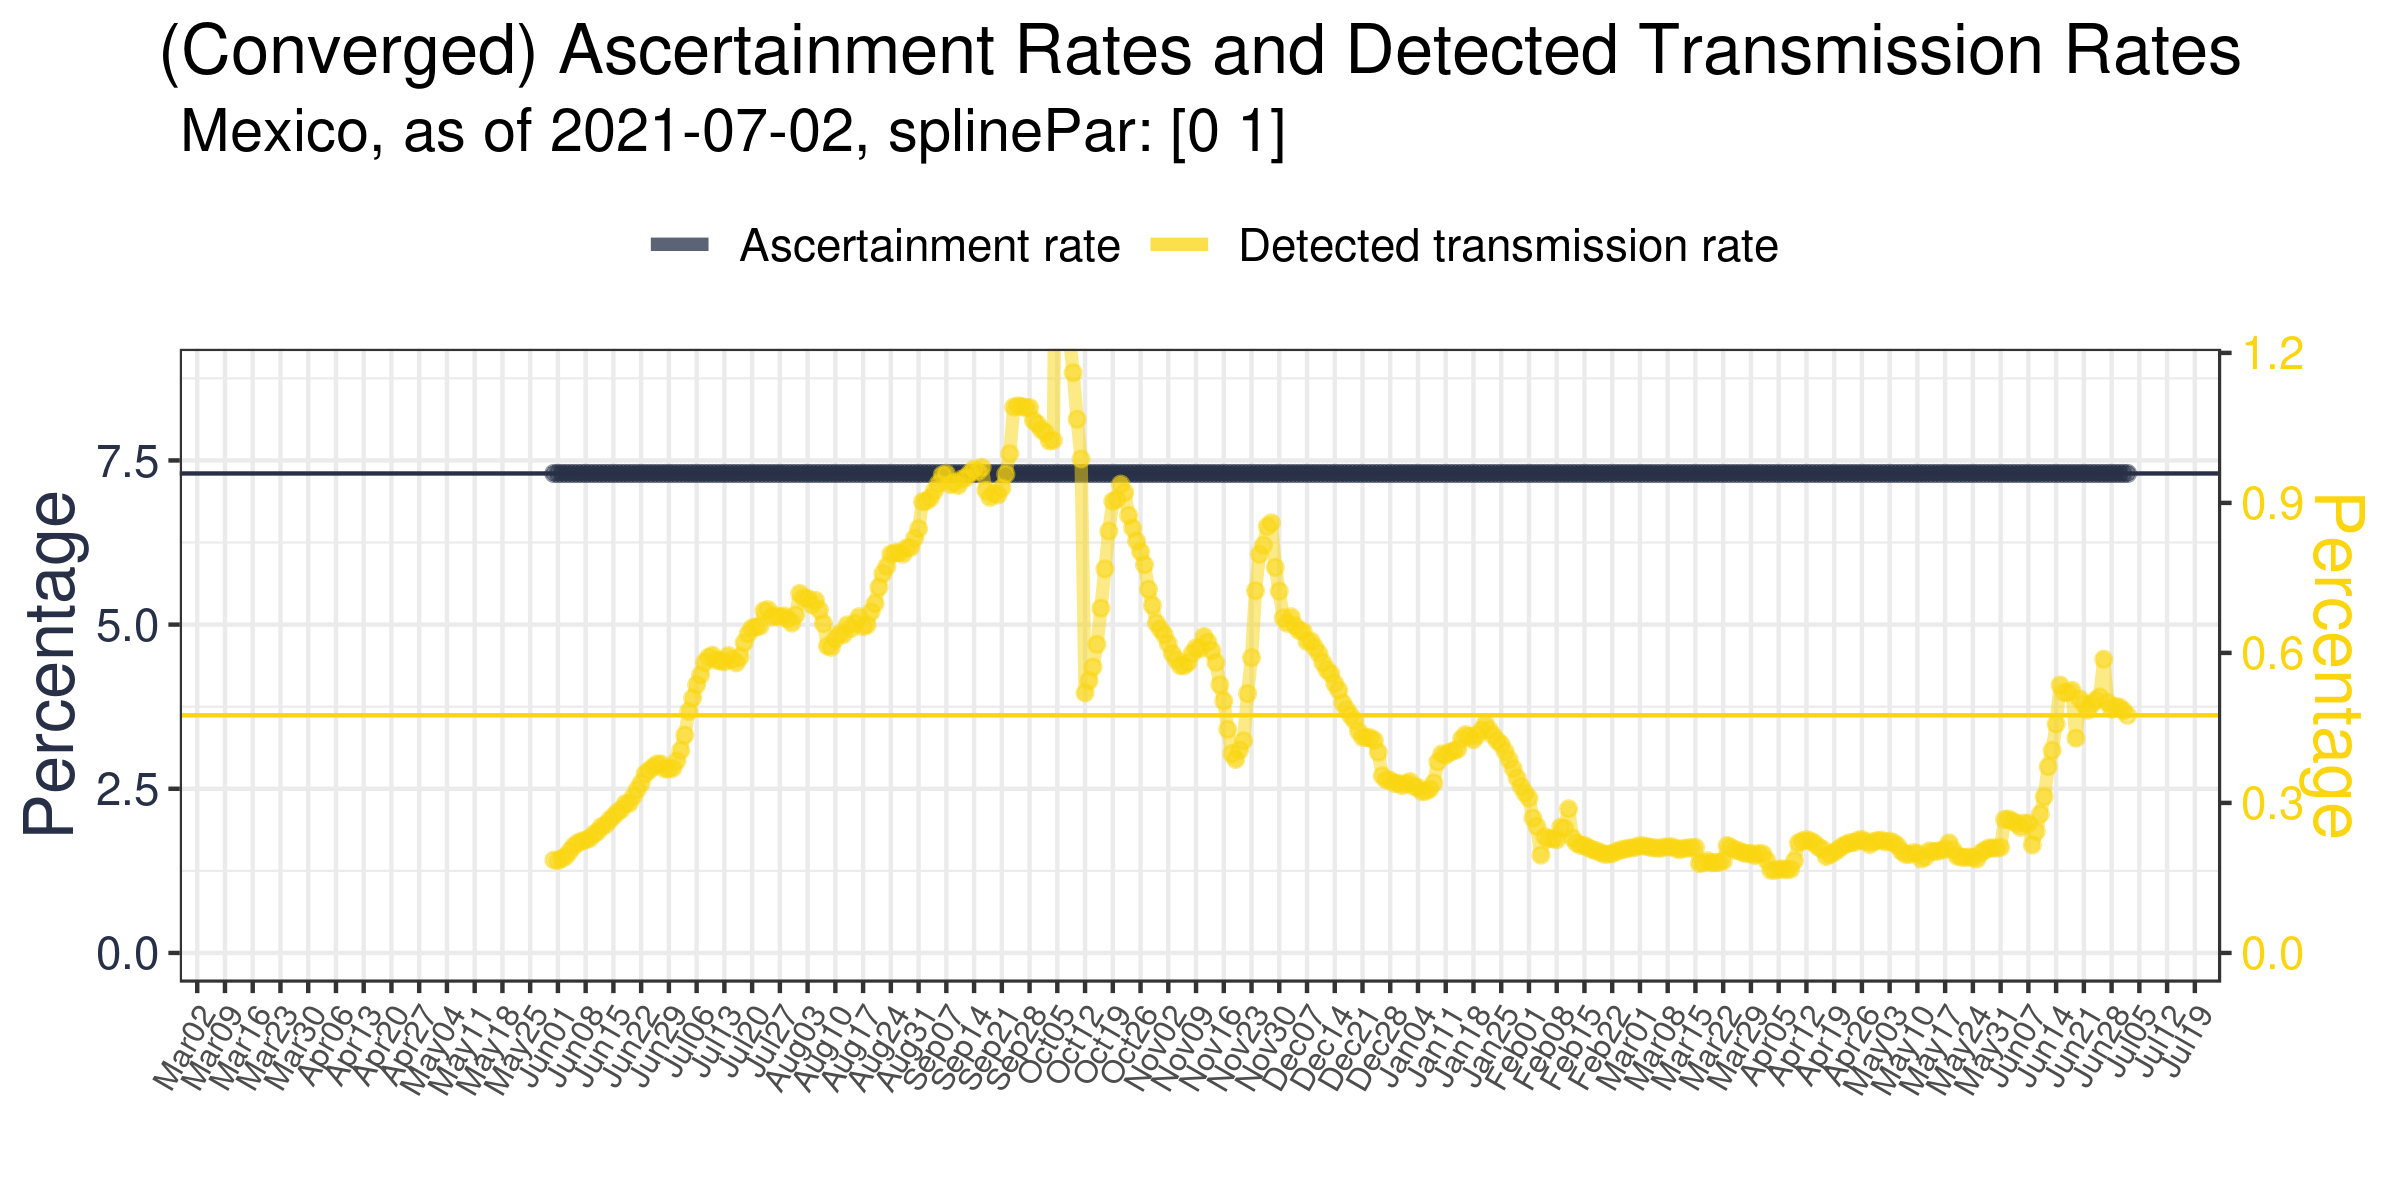 (Converged) Ascertainment Rates and Detected Transmission Rates
Mexico, as of 2021-07-02, splinePar: [0 1]
Ascertainment rate
Detected transmission rate
Percentage
7.5
5.0
2.5
0.0
1.2
0.9
0.6
0.3
0.0
Percentage
Mar02
Mar09
Mar16
Mar23
Mar30
Apr06
Apr13
Apr20
Apr27
May04
May11
May18
May25
Jun01
Jun08
Jun15
Jun22
Jun29
Jul06
Jul13
Jul20
Jul27
Aug03
Aug10
Aug17
Aug24
Aug31
Sep07
Sep14
Sep21
Sep28
Oct05
Oct12
Oct19
Oct26
Nov02
Nov09
Nov16
Nov23
Nov30
Dec07
Dec14
Dec21
Dec28
Jan04
Jan11
Jan18
Jan25
Feb01
Feb08
Feb15
Feb22
Mar01
Mar08
Mar15
Mar22
Mar29
Apr05
Apr12
Apr19
Apr26
May03
May10
May17
May24
May31
Jun07
Jun14
Jun21
Jun28
Jul05
Jul12
Jul19